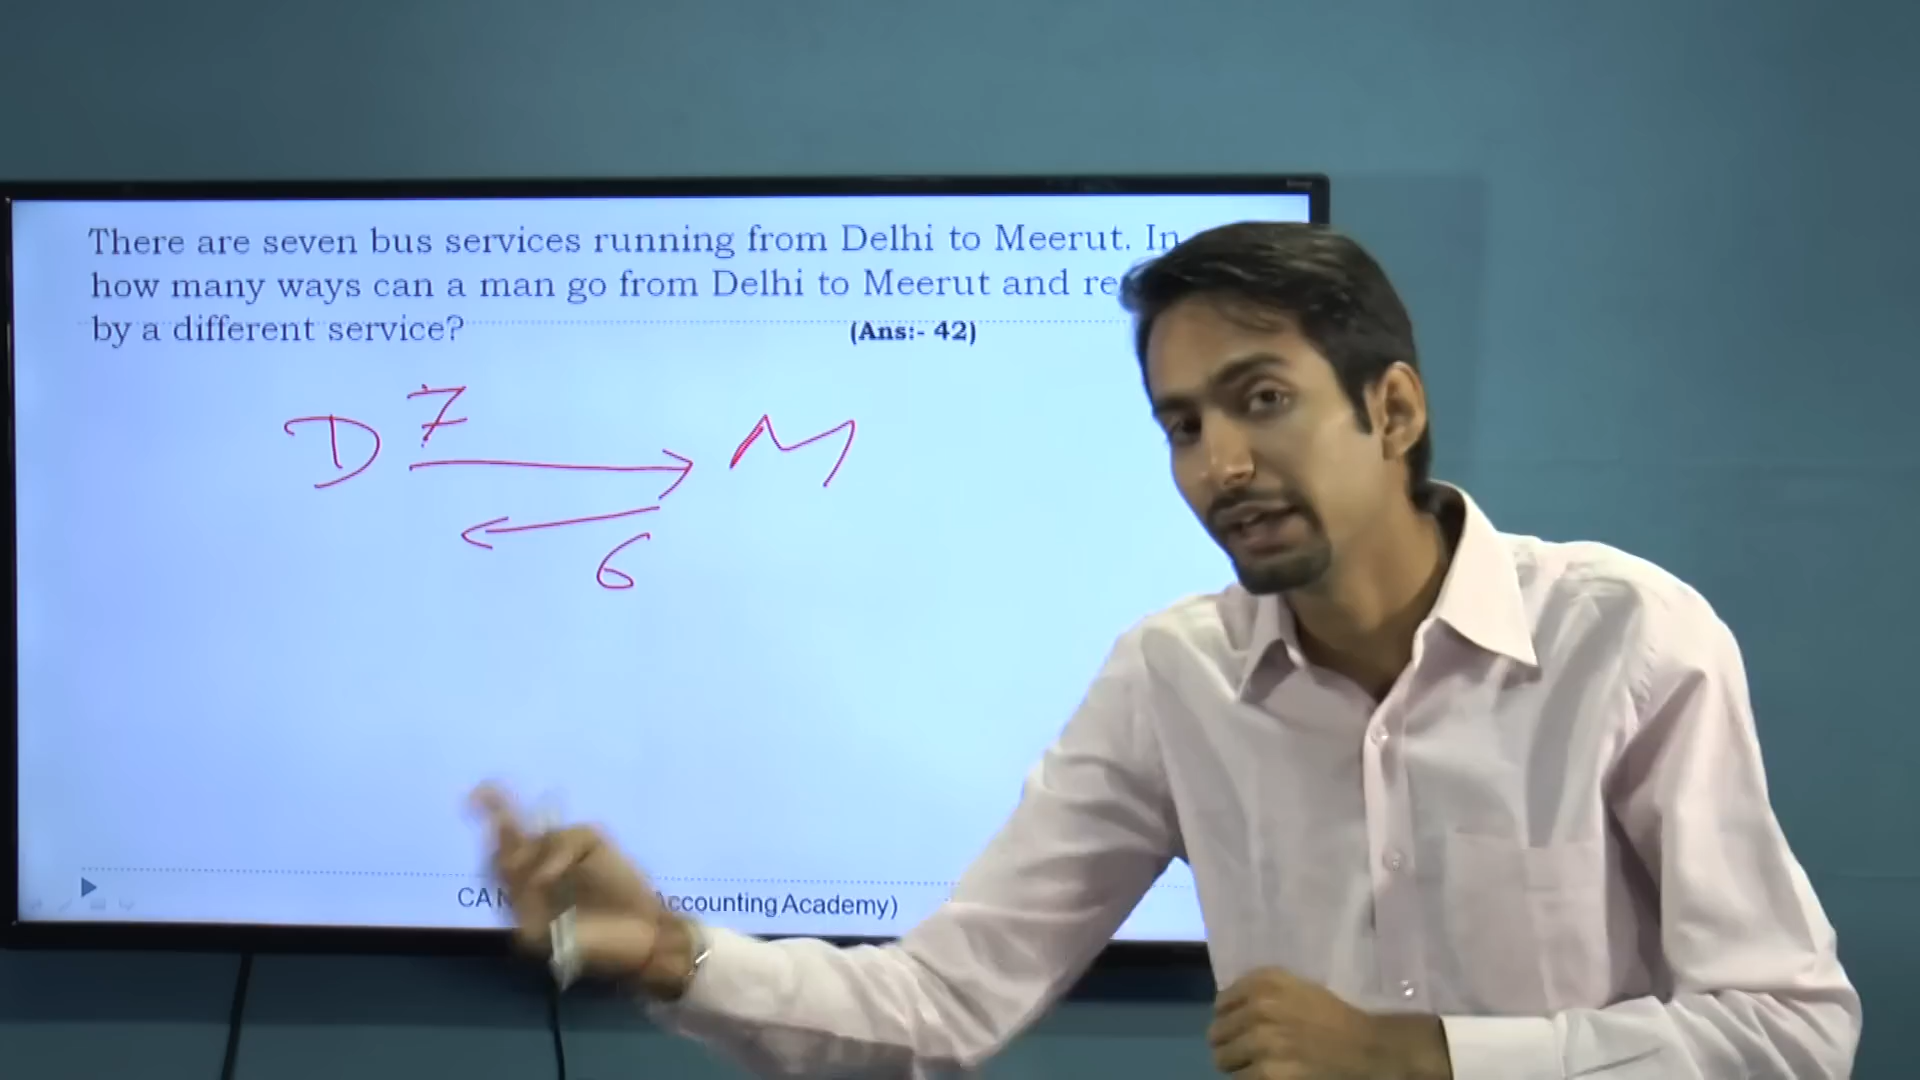 There are seven bus services running from Delhi to Meerut. In
how many ways can a man go from Delhi to Meerut and
by a different service?
(Ans:- 42)
D 7 M
6
CA Accounting Academy)